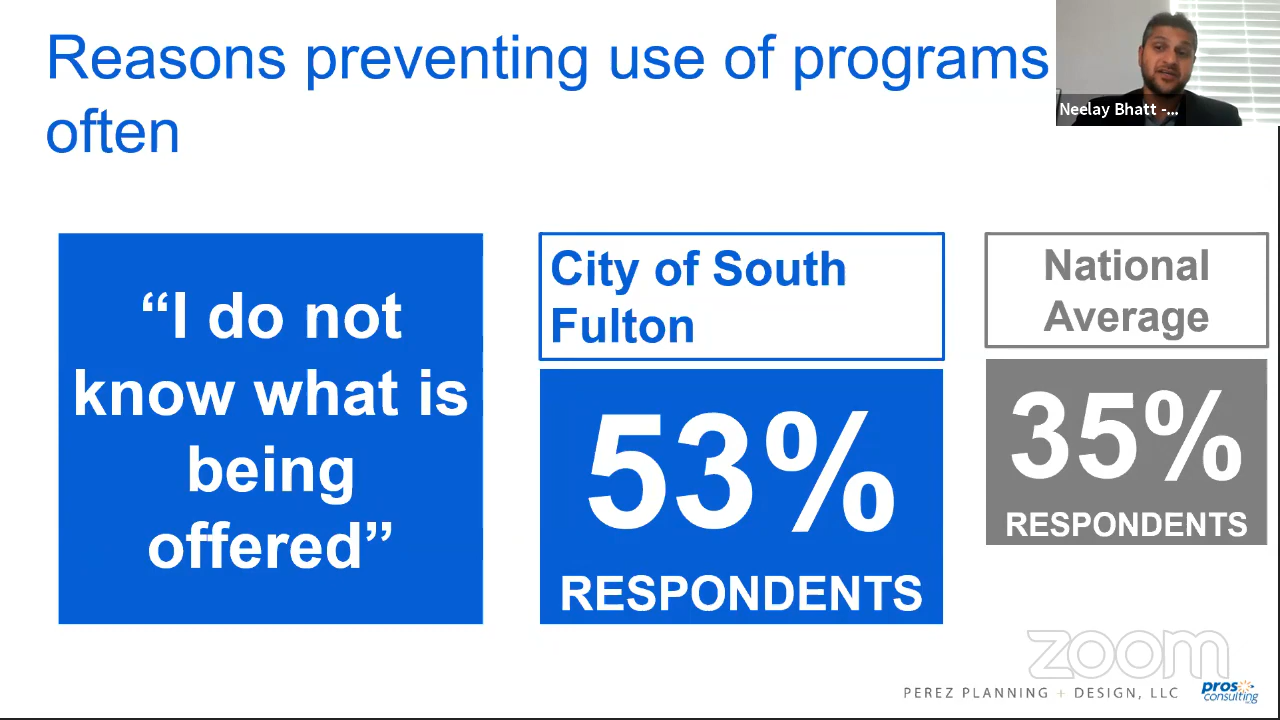 Reasons preventing use of programs
often
Neelay Bhatt -...
“I do not
know what is
being
offered”
City of South
Fulton
53%
RESPONDENTS
National
Average
35%
RESPONDENTS
zoom
PEREZ PLANNING + DESIGN, LLC
pros
consulting